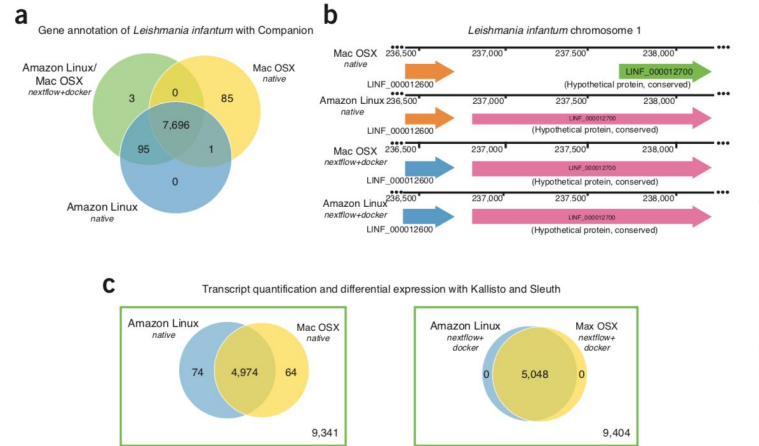 a
Gene annotation of Leishmania infantum with Companion
Amazon Linux/
Mac OSX
nextflow+docker
Mac OSX
native
3
0
85
7,696
95
1
0
Amazon Linux
native
b
Leishmania infantum chromosome 1
Mac OSX
native
236,500
237,000
237,500
238,000
LINF_000012700
LINF_000012600
(Hypothetical protein, conserved)
Amazon Linux
native
236,500
237,000
237,500
238,000
LINF_000012700
LINF_000012600
(Hypothetical protein, conserved)
Mac OSX
nextflow+docker
236,500
237,000
237,500
238,000
LINF_000012700
LINF_000012600
(Hypothetical protein, conserved)
Amazon Linux
nextflow+docker
236,500
237,000
237,500
238,000
LINF_000012700
LINF_000012600
(Hypothetical protein, conserved)
c
Transcript quantification and differential expression with Kallisto and Sleuth
Amazon Linux
native
Mac OSX
native
74
4,974
64
9,341
Amazon Linux
nextflow+
docker
Max OSX
nextflow+
docker
0
5,048
0
9,404